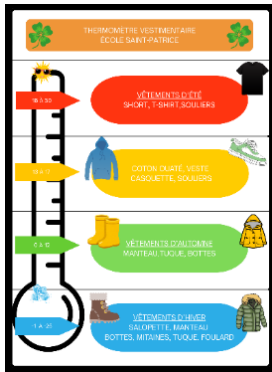 THERMOMÈTRE VESTIMENTAIRE
ÉCOLE SAINT-PATRICE
VÊTEMENTS D'ÉTÉ
SHORT, T-SHIRT,SOULIERS
COTON OUATÉ, VESTE
CASQUETTE, SOULIERS
VÊTEMENTS D'AUTOMNE
MANTEAU,TUQUE, BOTTES
VÊTEMENTS D'HIVER
SALOPETTE, MANTEAU
BOTTES, MITAINES, TUQUE, FOULARD